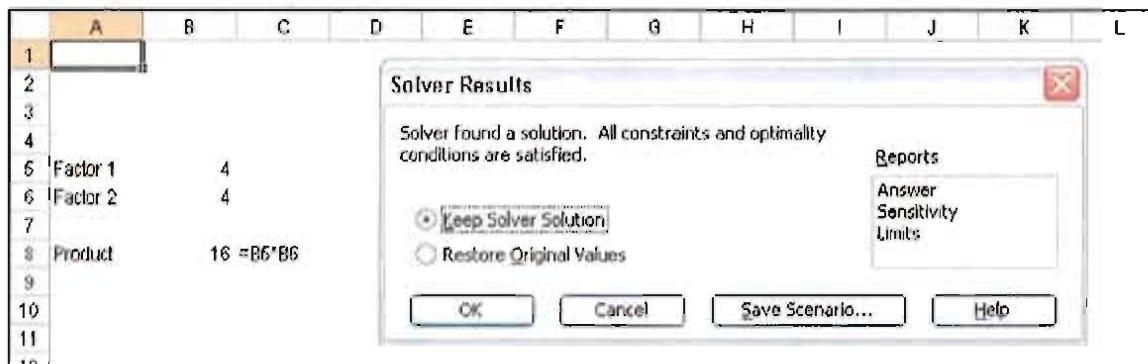 A B C D E F G H I J K L
1
2
3
4
5 Factor 1 4
6 Factor 2 4
7
8 Product 16 =B5*B6
9
10
11
Solver Results
Solver found a solution. All constraints and optimality
conditions are satisfied.
Reports
Answer
Sensitivity
Limits
Keep Solver Solution
Restore Original Values
OK Cancel Save Scenario... Help